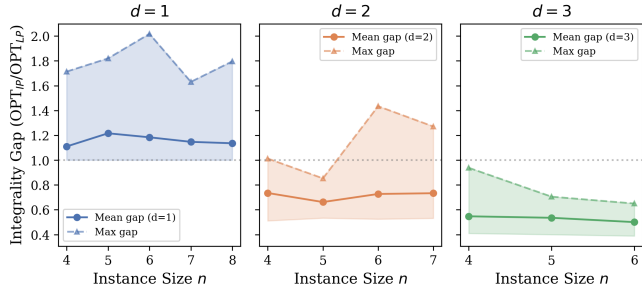 d = 1
d = 2
d = 3
Integrality Gap (OPT_IP/OPT_LP)
2.0
1.8
1.6
1.4
1.2
1.0
0.8
0.6
0.4
Mean gap (d=1)
Max gap
Mean gap (d=2)
Max gap
Mean gap (d=3)
Max gap
4 5 6 7 8
4 5 6 7
4 5 6
Instance Size n
Instance Size n
Instance Size n